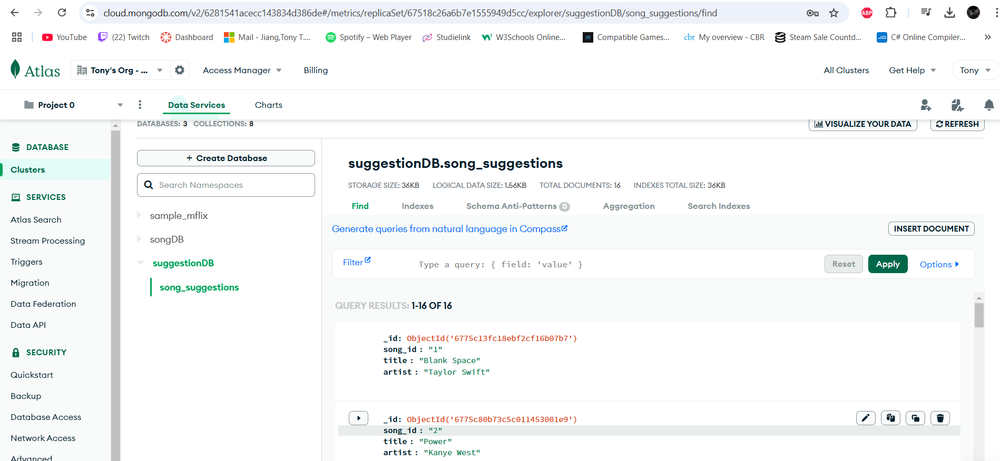 cloud.mongodb.com/v2/6281541acecc143834d386de#/metrics/replicaSet/67518c26a6b7e1555949d5cc/explorer/suggestionDB/song_suggestions/find
ABP
YouTube
(22) Twitch
Dashboard
Mail - Jiang,Tony T....
Spotify – Web Player
Studielink
W3Schools Online...
Compatible Games...
cbr My overview - CBR
Steam Sale Countd...
C# Online Compiler...
Atlas
Tony's Org - ...
Access Manager
Billing
All Clusters
Get Help
Tony
Project 0
Data Services
Charts
DATABASES: 3 COLLECTIONS: 8
VISUALIZE YOUR DATA
REFRESH
DATABASE
Clusters
SERVICES
Atlas Search
Stream Processing
Triggers
Migration
Data Federation
Data API
SECURITY
Quickstart
Backup
Database Access
Network Access
Advanced
+ Create Database
Search Namespaces
sample_mflix
songDB
suggestionDB
song_suggestions
suggestionDB.song_suggestions
STORAGE SIZE: 36KB LOGICAL DATA SIZE: 1.56KB TOTAL DOCUMENTS: 16 INDEXES TOTAL SIZE: 36KB
Find
Indexes
Schema Anti-Patterns 0
Aggregation
Search Indexes
Generate queries from natural language in Compass
INSERT DOCUMENT
Filter
Type a query: { field: 'value' }
Reset
Apply
Options
QUERY RESULTS: 1-16 OF 16
_id: ObjectId('6775c13fc18ebf2cf16b07b7')
song_id : "1"
title : "Blank Space"
artist : "Taylor Swift"
_id: ObjectId('6775c80b73c5c011453001e9')
song_id : "2"
title : "Power"
artist : "Kanye West"